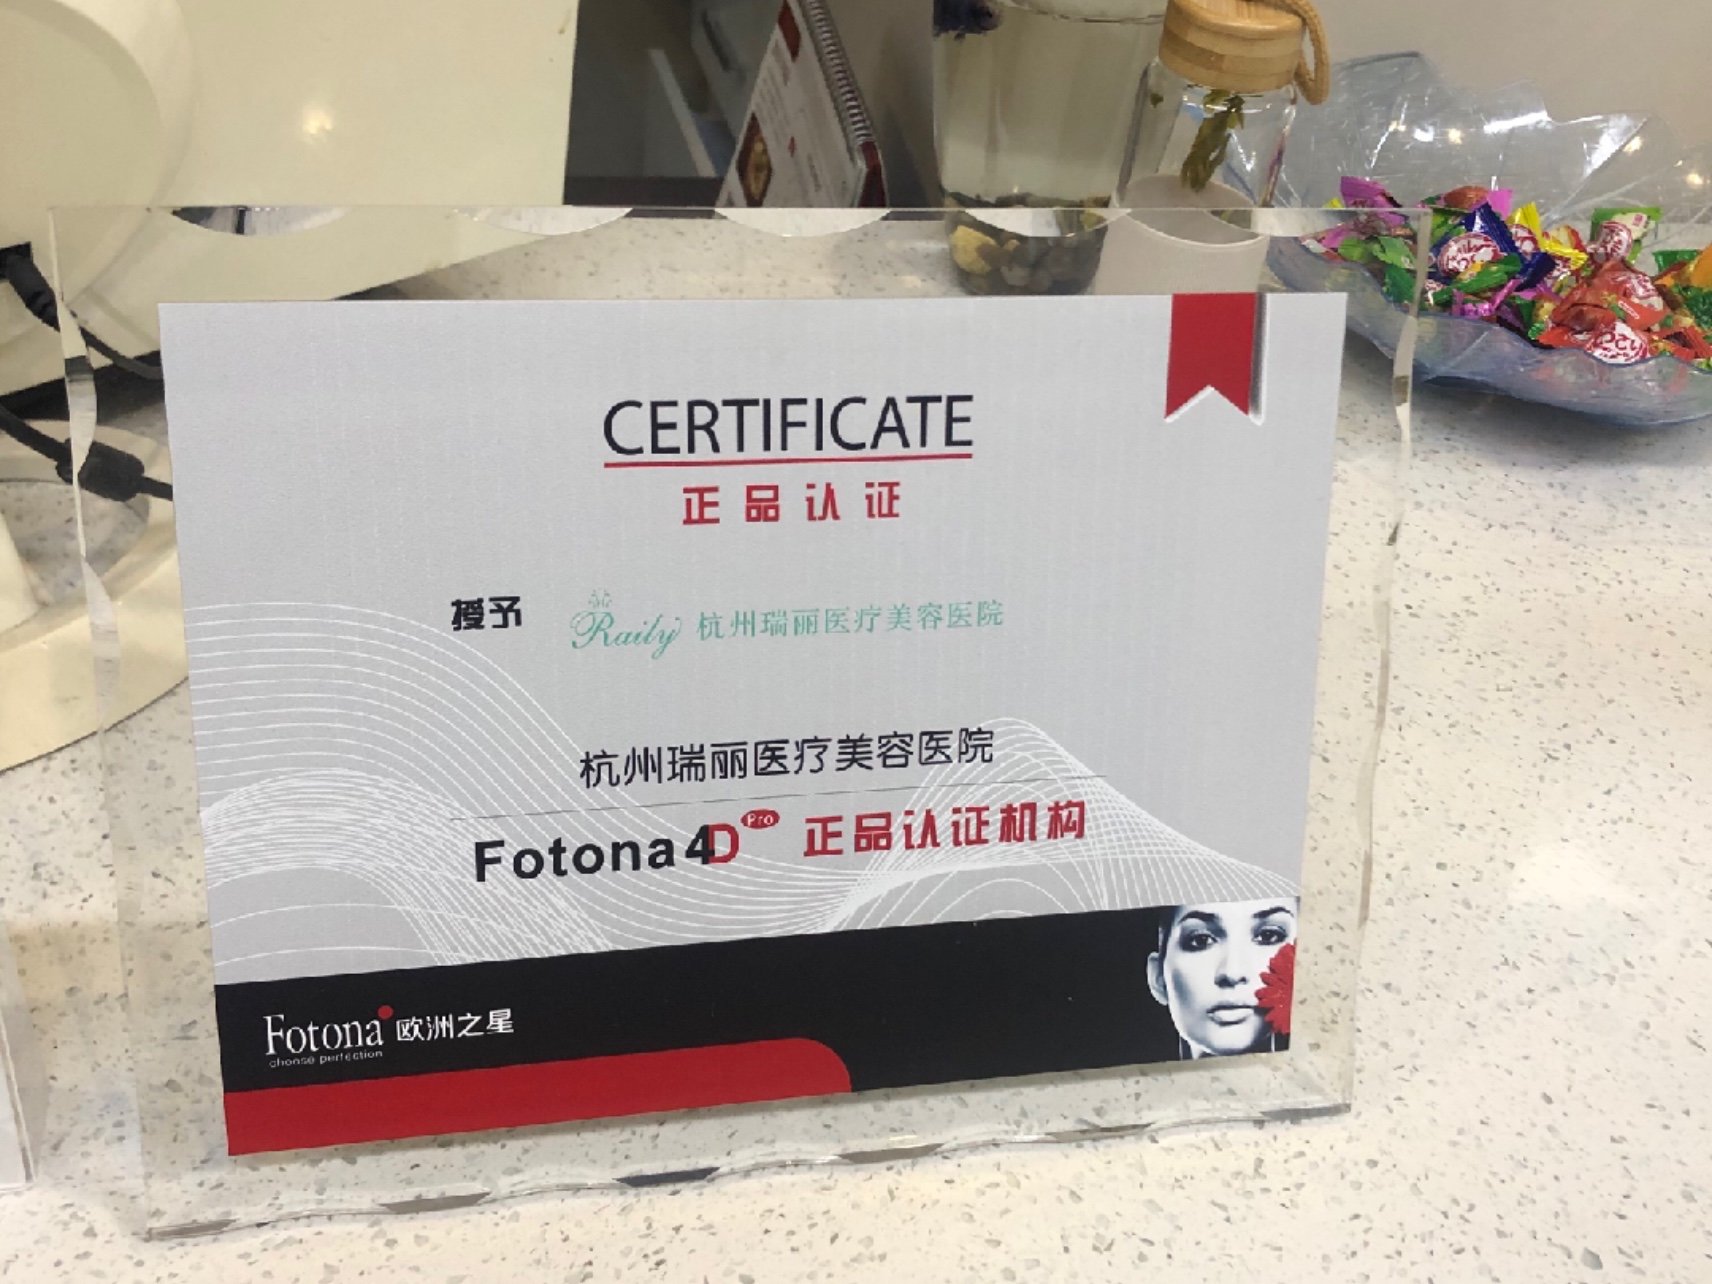 CERTIFICATE
正品认证
授予 Raily 杭州瑞丽医疗美容医院
杭州瑞丽医疗美容医院
Fotona4D Pro 正品认证机构
Fotona 欧洲之星
choose perfection